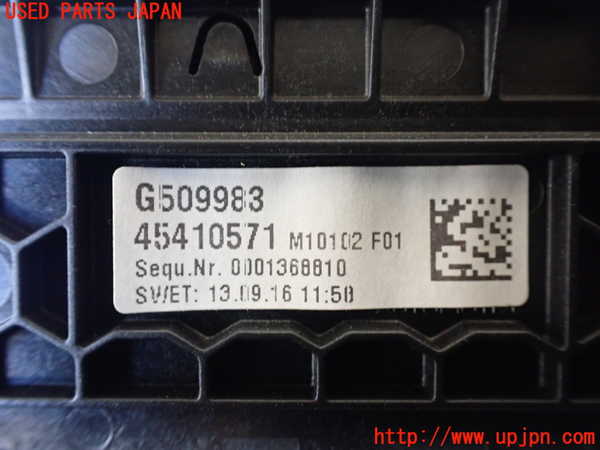 USED PARTS JAPAN
G509983
45410571 M10102 F01
Sequ.Nr. 0001368810
SV/ET: 13.09.16 11:58
http://www.upjpn.com/